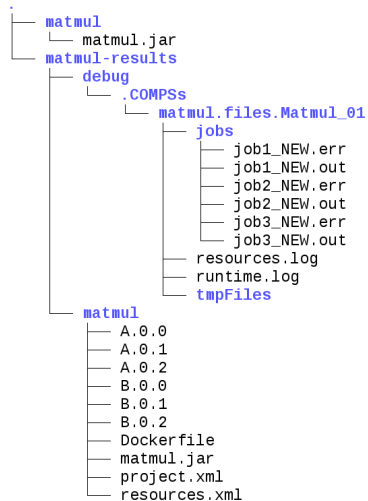 .
matmul
matmul.jar
matmul-results
debug
.COMPSs
matmul.files.Matmul_01
jobs
job1_NEW.err
job1_NEW.out
job2_NEW.err
job2_NEW.out
job3_NEW.err
job3_NEW.out
resources.log
runtime.log
tmpFiles
matmul
A.0.0
A.0.1
A.0.2
B.0.0
B.0.1
B.0.2
Dockerfile
matmul.jar
project.xml
resources.xml